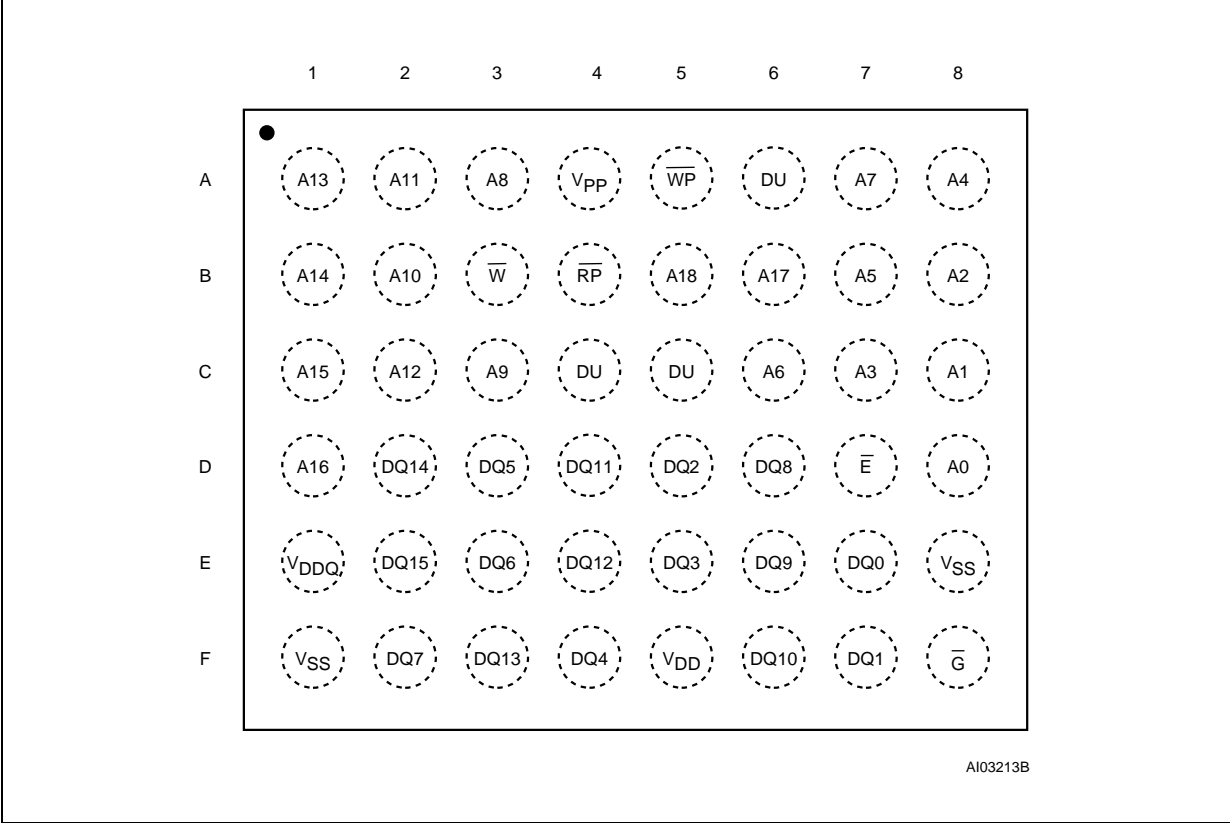 1 2 3 4 5 6 7 8
A A13 A11 A8 VPP W̅P̅ DU A7 A4
B A14 A10 W̅ R̅P̅ A18 A17 A5 A2
C A15 A12 A9 DU DU A6 A3 A1
D A16 DQ14 DQ5 DQ11 DQ2 DQ8 E̅ A0
E VDDQ DQ15 DQ6 DQ12 DQ3 DQ9 DQ0 VSS
F VSS DQ7 DQ13 DQ4 VDD DQ10 DQ1 G̅
AI03213B